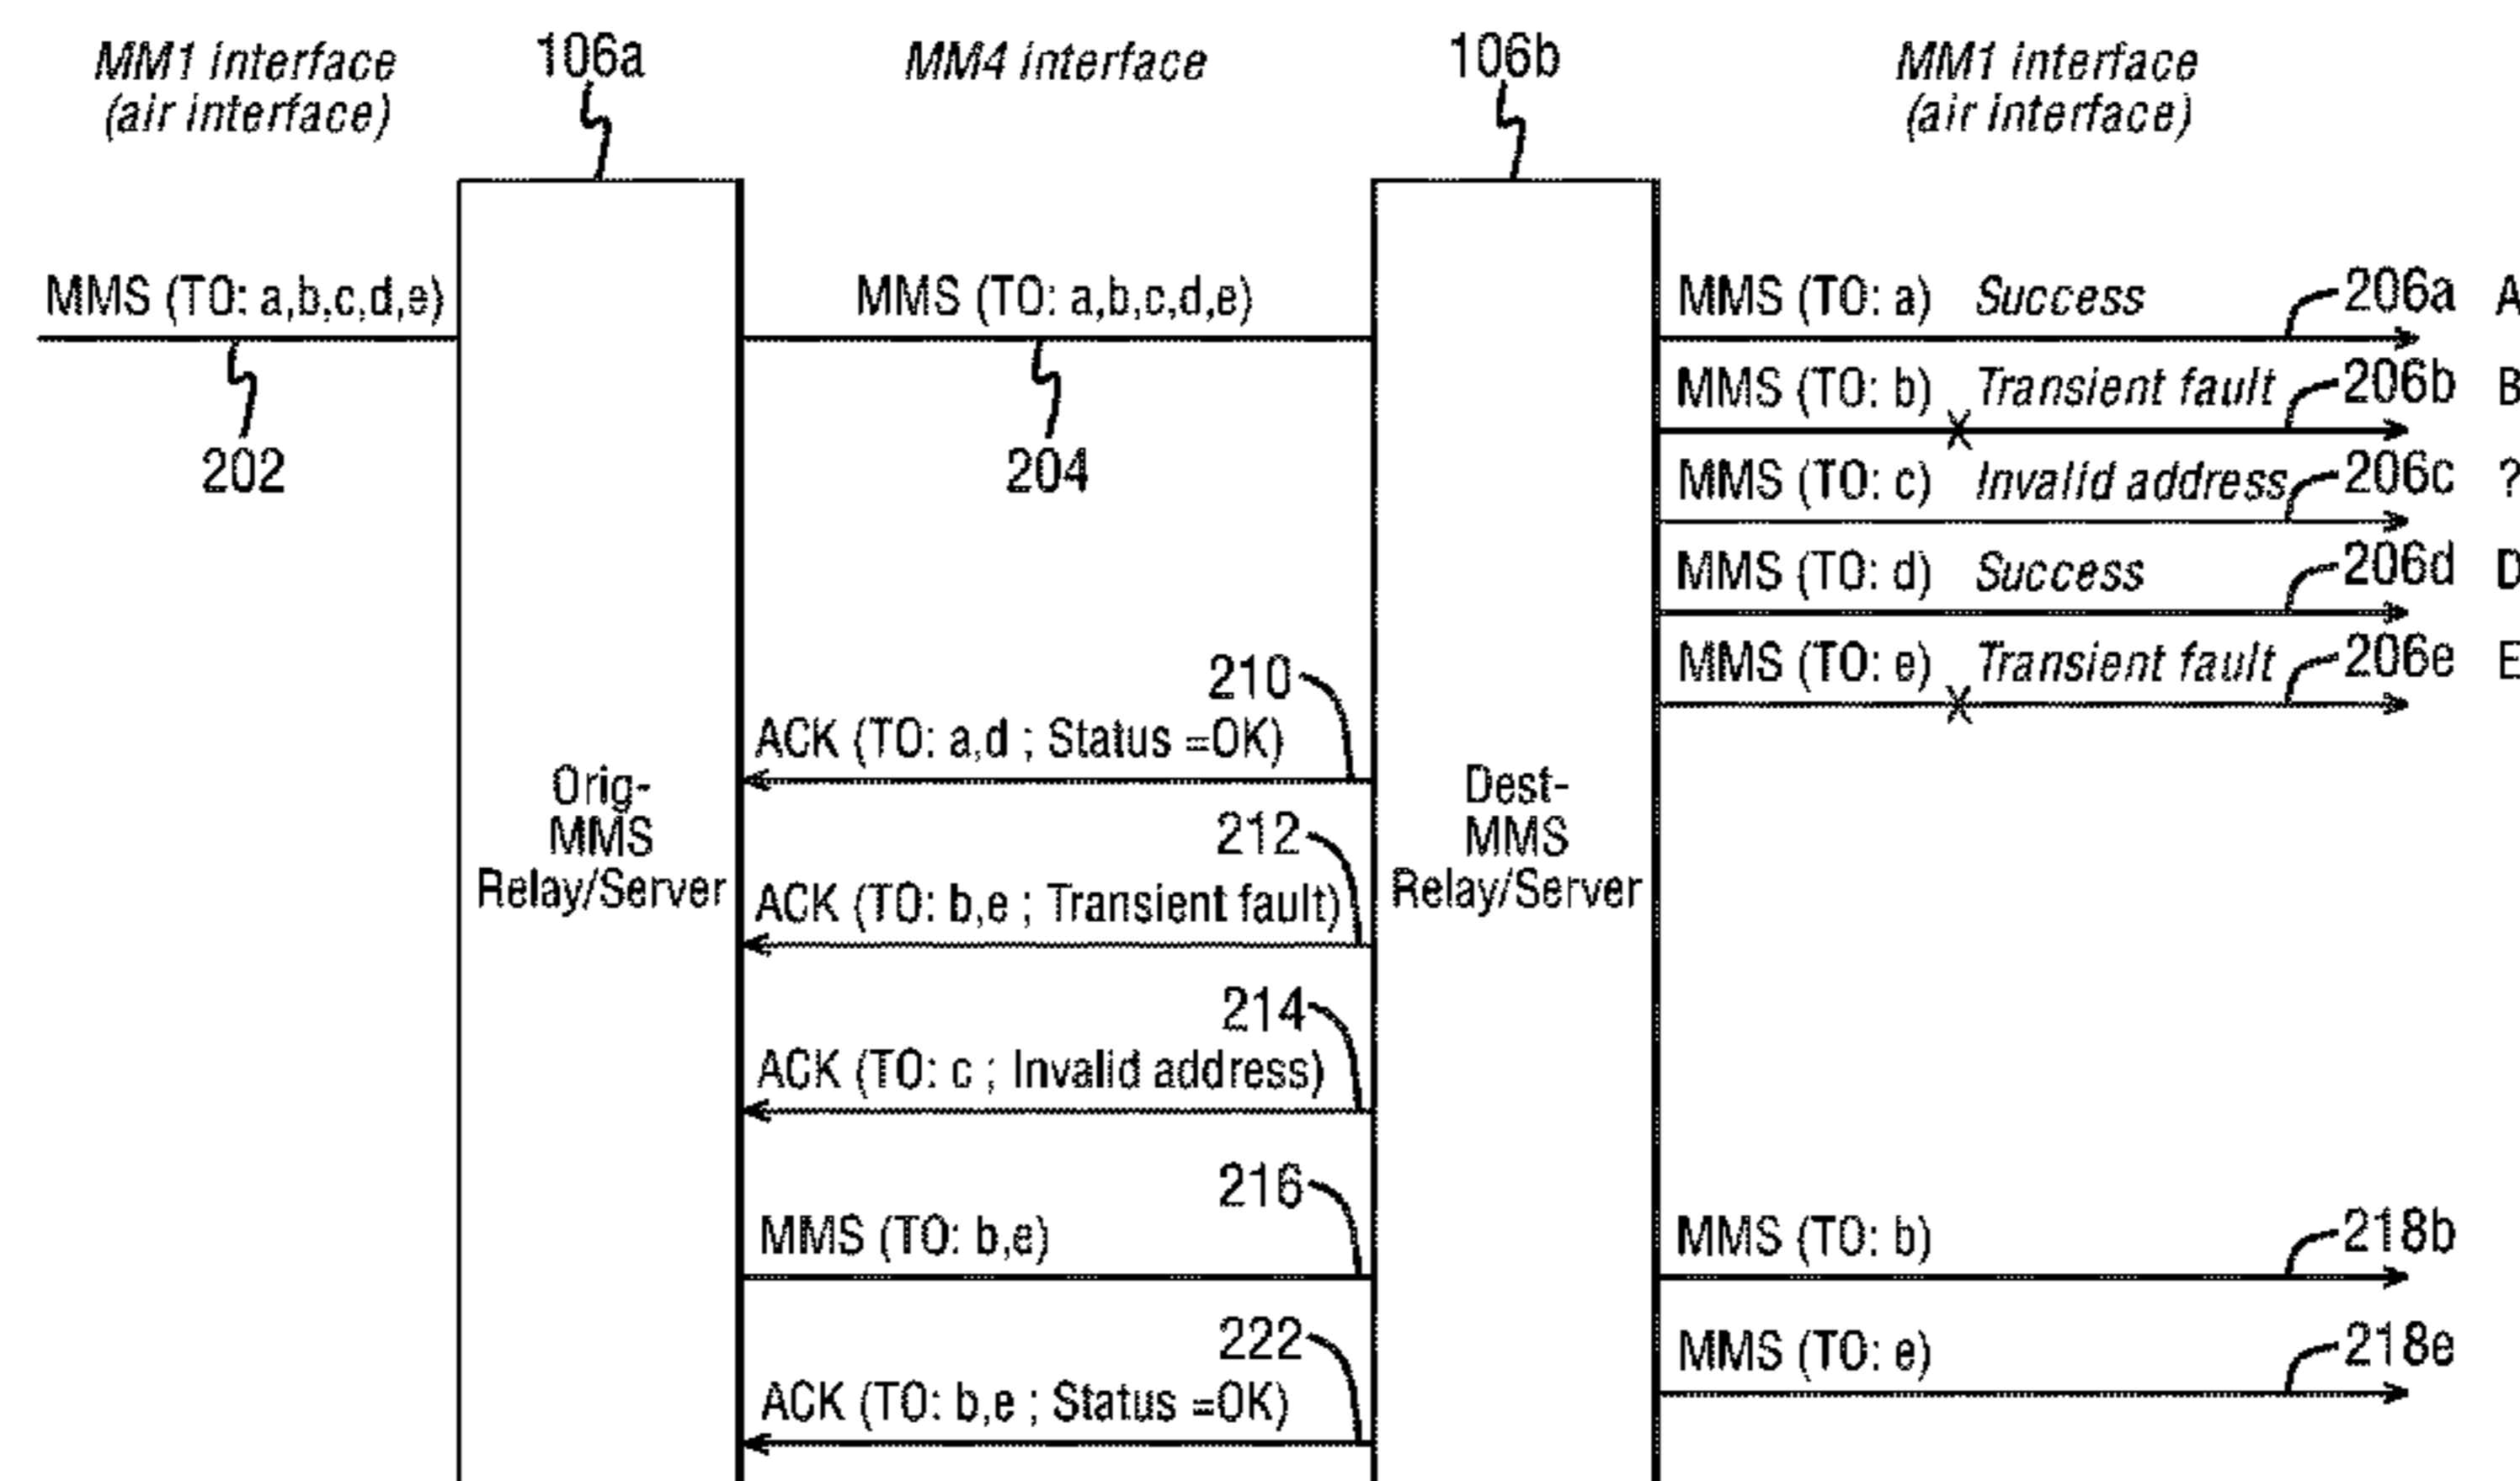 MM1 interface
(air interface)
106a
MM4 interface
106b
MM1 interface
(air interface)
MMS (TO: a,b,c,d,e)
202
MMS (TO: a,b,c,d,e)
204
MMS (TO: a) Success 206a A
MMS (TO: b) Transient fault 206b B
MMS (TO: c) Invalid address 206c ?
MMS (TO: d) Success 206d D
MMS (TO: e) Transient fault 206e E
210
ACK (TO: a,d ; Status =OK)
Orig-
MMS
Relay/Server
212
ACK (TO: b,e ; Transient fault)
Dest-
MMS
Relay/Server
214
ACK (TO: c ; Invalid address)
216
MMS (TO: b,e)
MMS (TO: b) 218b
222
ACK (TO: b,e ; Status =OK)
MMS (TO: e) 218e